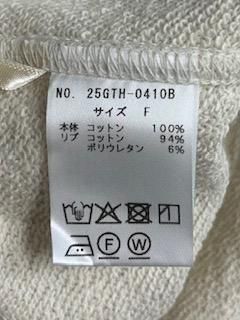 NO. 25GTH-0410B
サイズ F
本体 コットン 100%
リブ コットン 94%
ポリウレタン 6%
F W